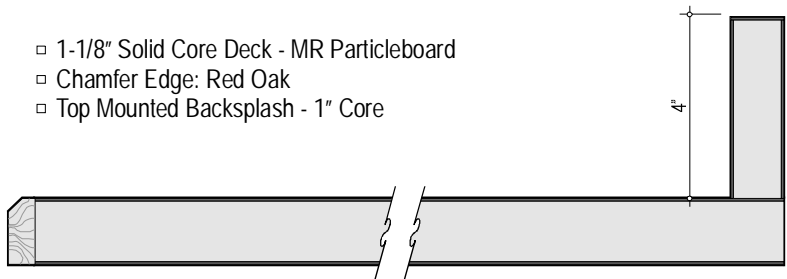 ▫ 1-1/8" Solid Core Deck - MR Particleboard
▫ Chamfer Edge: Red Oak
▫ Top Mounted Backsplash - 1" Core
4"